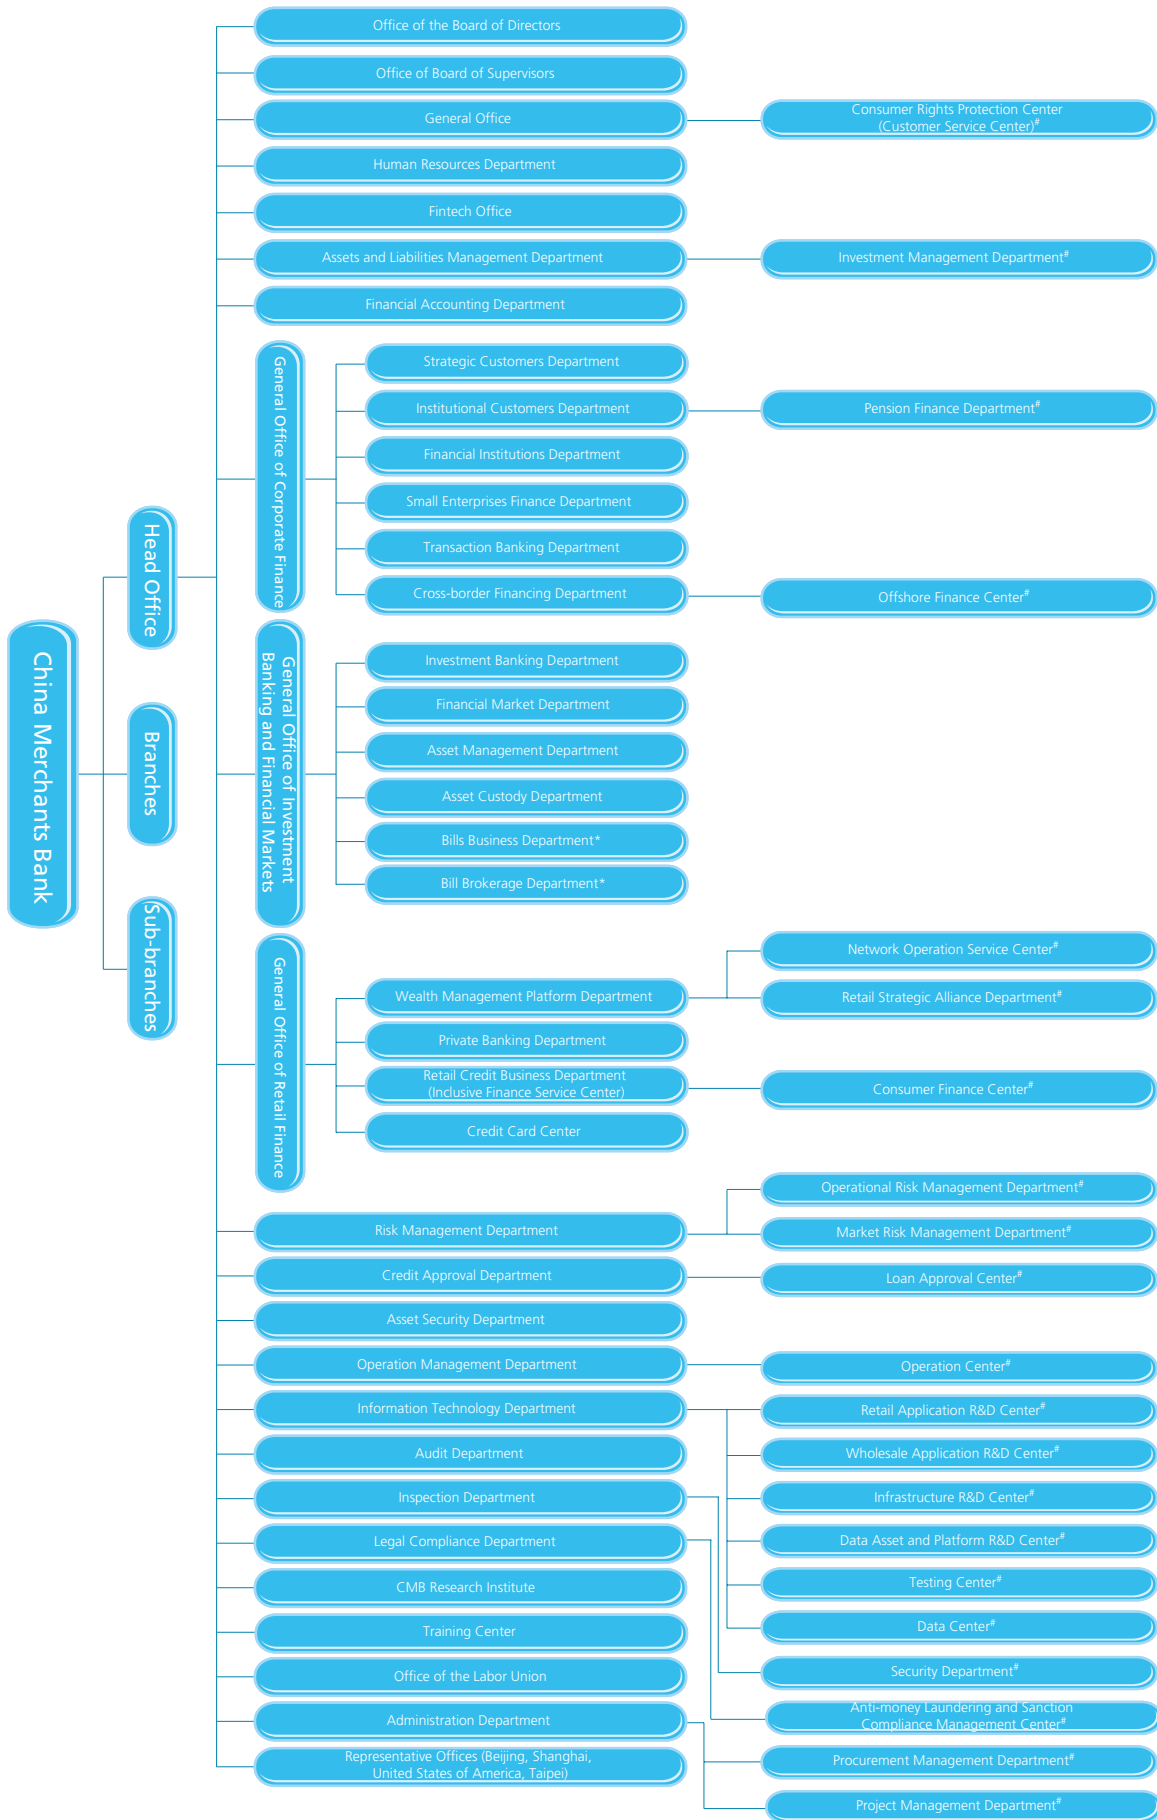 China Merchants Bank
Head Office
Branches
Sub-branches
Office of the Board of Directors
Office of Board of Supervisors
General Office
Consumer Rights Protection Center
(Customer Service Center)#
Human Resources Department
Fintech Office
Assets and Liabilities Management Department
Investment Management Department#
Financial Accounting Department
General Office of Corporate Finance
Strategic Customers Department
Institutional Customers Department
Pension Finance Department#
Financial Institutions Department
Small Enterprises Finance Department
Transaction Banking Department
Cross-border Financing Department
Offshore Finance Center#
General Office of Investment
Banking and Financial Markets
Investment Banking Department
Financial Market Department
Asset Management Department
Asset Custody Department
Bills Business Department*
Bill Brokerage Department*
General Office of Retail Finance
Wealth Management Platform Department
Network Operation Service Center#
Retail Strategic Alliance Department#
Private Banking Department
Retail Credit Business Department
(Inclusive Finance Service Center)
Consumer Finance Center#
Credit Card Center
Risk Management Department
Operational Risk Management Department#
Market Risk Management Department#
Credit Approval Department
Loan Approval Center#
Asset Security Department
Operation Management Department
Operation Center#
Information Technology Department
Retail Application R&D Center#
Wholesale Application R&D Center#
Infrastructure R&D Center#
Data Asset and Platform R&D Center#
Testing Center#
Data Center#
Audit Department
Inspection Department
Security Department#
Legal Compliance Department
Anti-money Laundering and Sanction
Compliance Management Center#
CMB Research Institute
Training Center
Office of the Labor Union
Administration Department
Procurement Management Department#
Project Management Department#
Representative Offices (Beijing, Shanghai,
United States of America, Taipei)